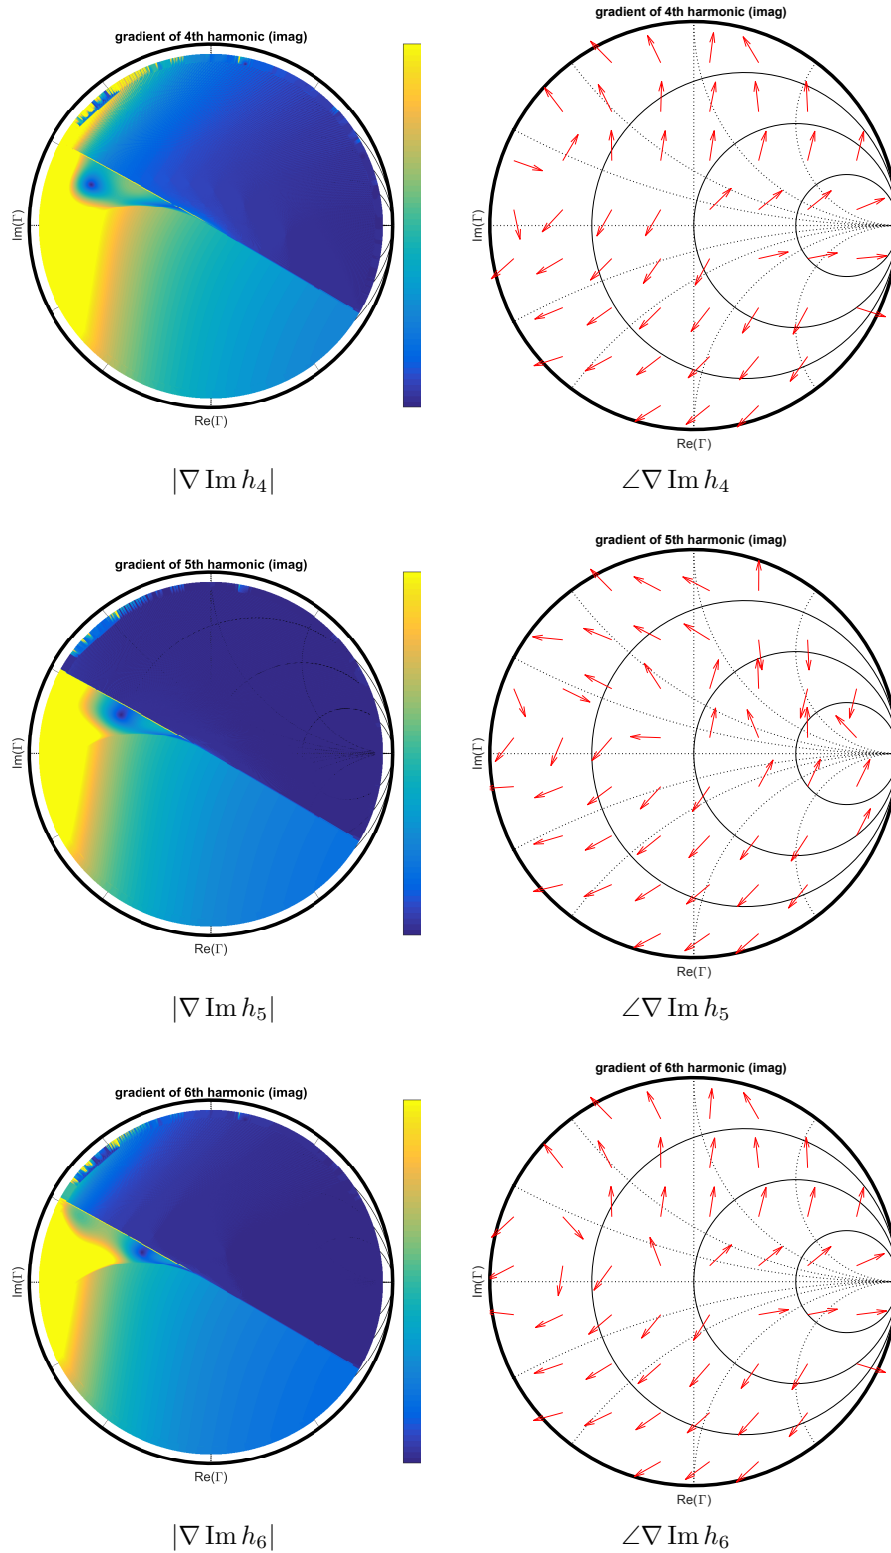 gradient of 4th harmonic (imag)
Im(Γ)
Re(Γ)
|∇ Im h₄|
gradient of 4th harmonic (imag)
Im(Γ)
Re(Γ)
∠∇ Im h₄
gradient of 5th harmonic (imag)
Im(Γ)
Re(Γ)
|∇ Im h₅|
gradient of 5th harmonic (imag)
Im(Γ)
Re(Γ)
∠∇ Im h₅
gradient of 6th harmonic (imag)
Im(Γ)
Re(Γ)
|∇ Im h₆|
gradient of 6th harmonic (imag)
Im(Γ)
Re(Γ)
∠∇ Im h₆